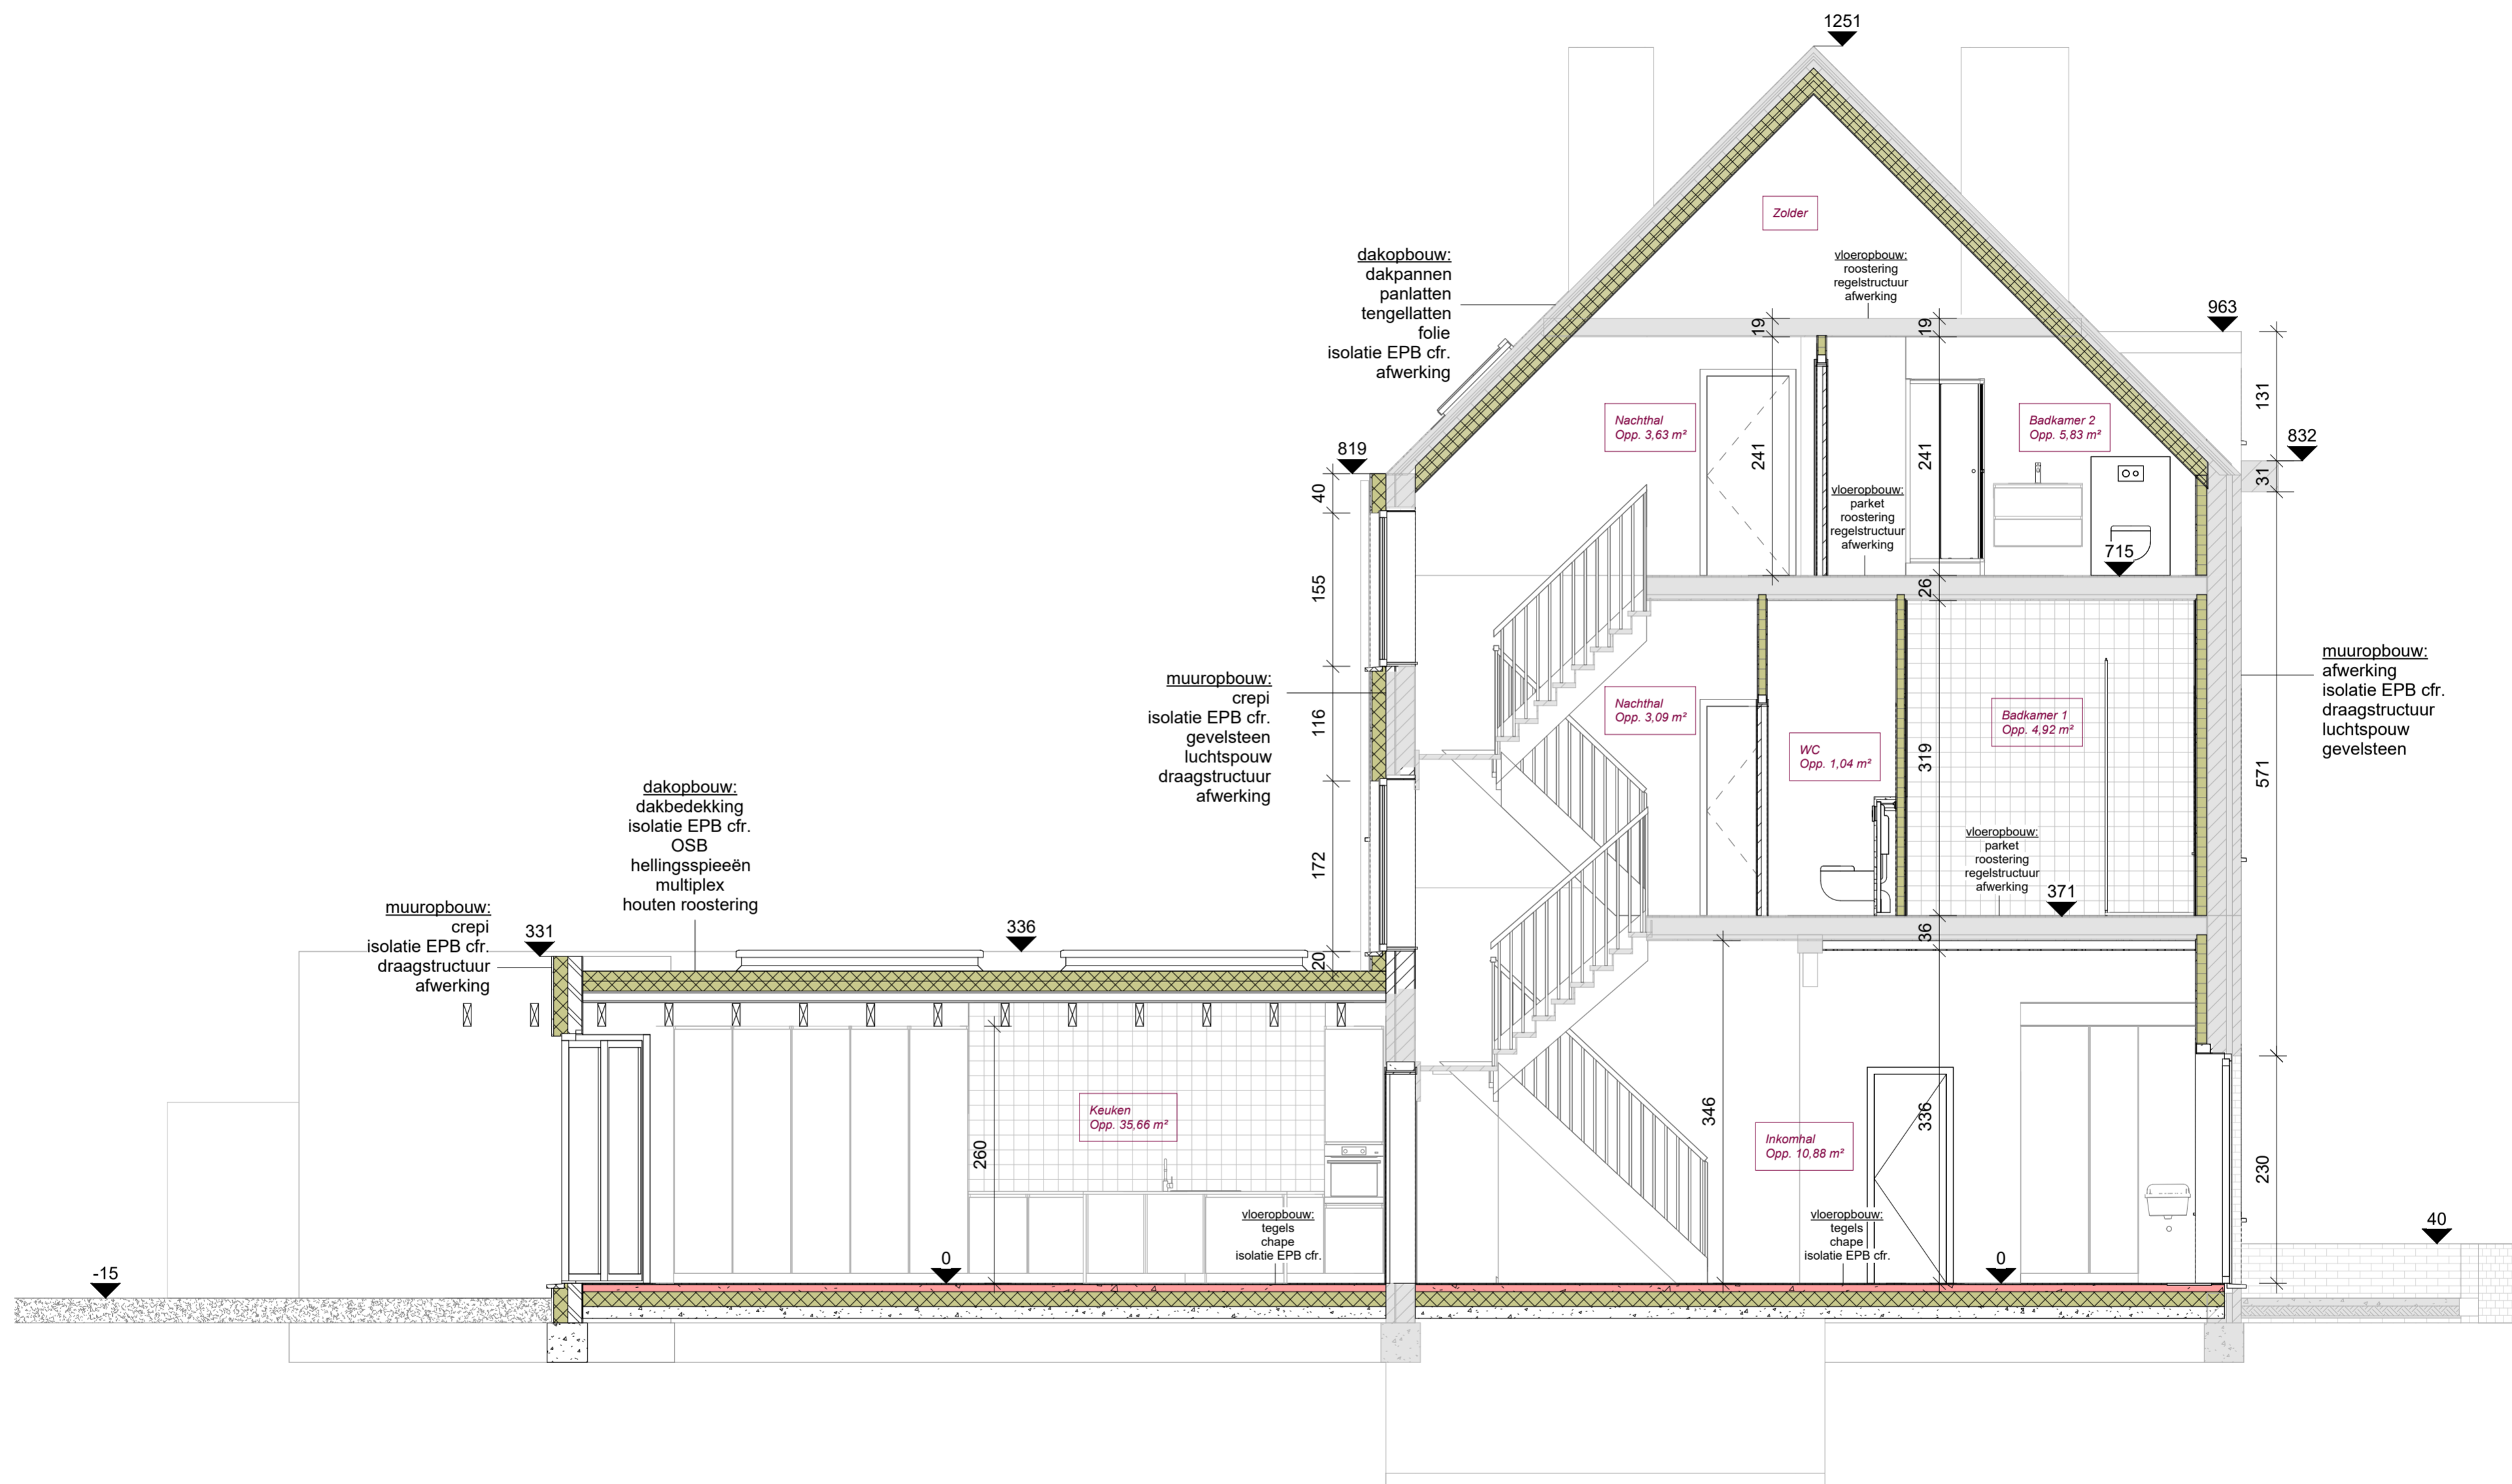 1251
Zolder
dakopbouw:
dakpannen
panlatten
tengellatten
folie
isolatie EPB cfr.
afwerking
vloeropbouw:
roostering
regelstructuur
afwerking
963
19
19
131
Nachthal
Opp. 3,63 m²
Badkamer 2
Opp. 5,83 m²
241
241
819
832
31
40
vloeropbouw:
parket
roostering
regelstructuur
afwerking
715
155
26
muuropbouw:
crepi
isolatie EPB cfr.
gevelsteen
luchtspouw
draagstructuur
afwerking
116
Nachthal
Opp. 3,09 m²
WC
Opp. 1,04 m²
319
Badkamer 1
Opp. 4,92 m²
muuropbouw:
afwerking
isolatie EPB cfr.
draagstructuur
luchtspouw
gevelsteen
571
dakopbouw:
dakbedekking
isolatie EPB cfr.
OSB
hellingsspieeën
multiplex
houten roostering
172
vloeropbouw:
parket
roostering
regelstructuur
afwerking
371
muuropbouw:
crepi
isolatie EPB cfr.
draagstructuur
afwerking
331
336
20
36
Keuken
Opp. 35,66 m²
260
346
336
Inkomhal
Opp. 10,88 m²
230
vloeropbouw:
tegels
chape
isolatie EPB cfr.
vloeropbouw:
tegels
chape
isolatie EPB cfr.
40
-15
0
0